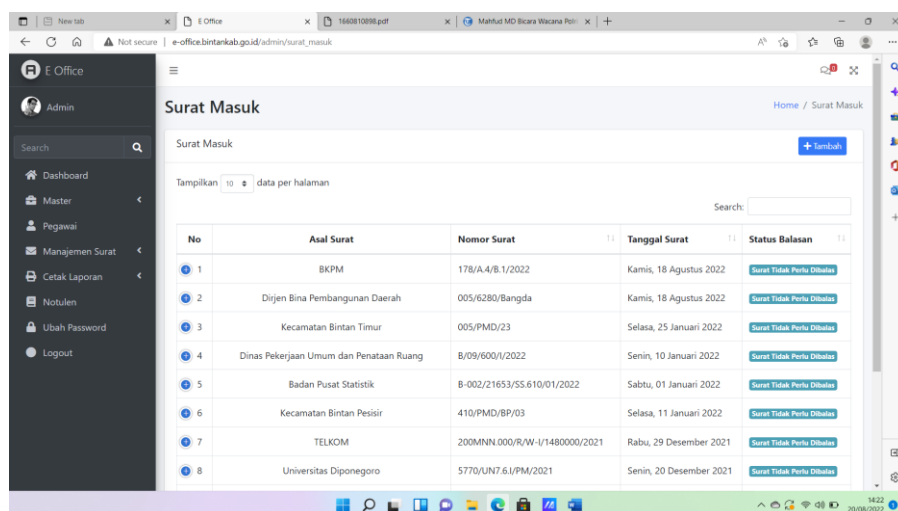 New tab
E Office
1660810898.pdf
Mahfud MD Bicara Wacana Polri
Not secure | e-office.bintankab.go.id/admin/surat_masuk
E Office
Admin
Search
Dashboard
Master
Pegawai
Manajemen Surat
Cetak Laporan
Notulen
Ubah Password
Logout
Surat Masuk
Home / Surat Masuk
Surat Masuk
+ Tambah
Tampilkan 10 data per halaman
Search:
No Asal Surat Nomor Surat Tanggal Surat Status Balasan
1 BKPM 178/A.4/B.1/2022 Kamis, 18 Agustus 2022 Surat Tidak Perlu Dibalas
2 Dirjen Bina Pembangunan Daerah 005/6280/Bangda Kamis, 18 Agustus 2022 Surat Tidak Perlu Dibalas
3 Kecamatan Bintan Timur 005/PMD/23 Selasa, 25 Januari 2022 Surat Tidak Perlu Dibalas
4 Dinas Pekerjaan Umum dan Penataan Ruang B/09/600/I/2022 Senin, 10 Januari 2022 Surat Tidak Perlu Dibalas
5 Badan Pusat Statistik B-002/21653/SS.610/01/2022 Sabtu, 01 Januari 2022 Surat Tidak Perlu Dibalas
6 Kecamatan Bintan Pesisir 410/PMD/BP/03 Selasa, 11 Januari 2022 Surat Tidak Perlu Dibalas
7 TELKOM 200MNN.000/R/W-I/1480000/2021 Rabu, 29 Desember 2021 Surat Tidak Perlu Dibalas
8 Universitas Diponegoro 5770/UN7.6.I/PM/2021 Senin, 20 Desember 2021 Surat Tidak Perlu Dibalas
14:22
20/08/2022